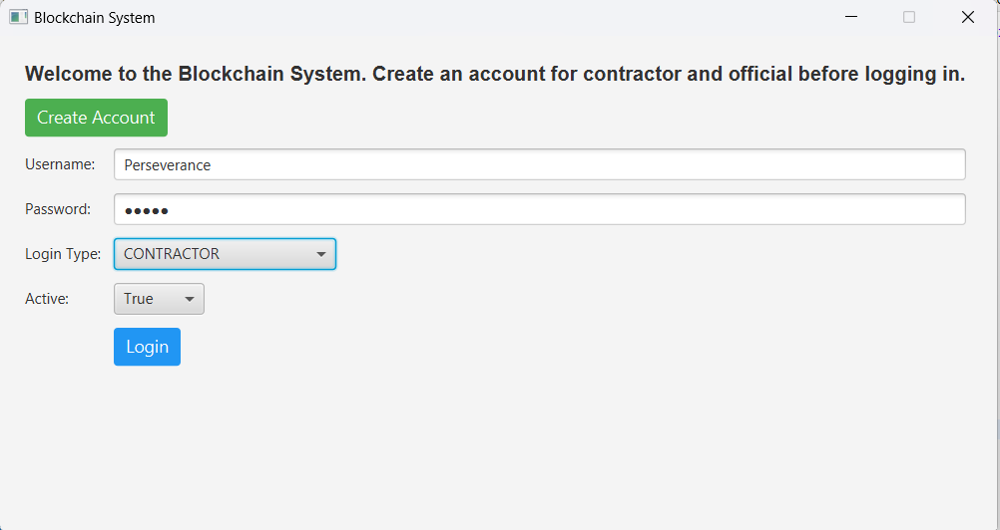 Blockchain System
Welcome to the Blockchain System. Create an account for contractor and official before logging in.
Create Account
Username: Perseverance
Password: ●●●●●
Login Type: CONTRACTOR
Active: True
Login